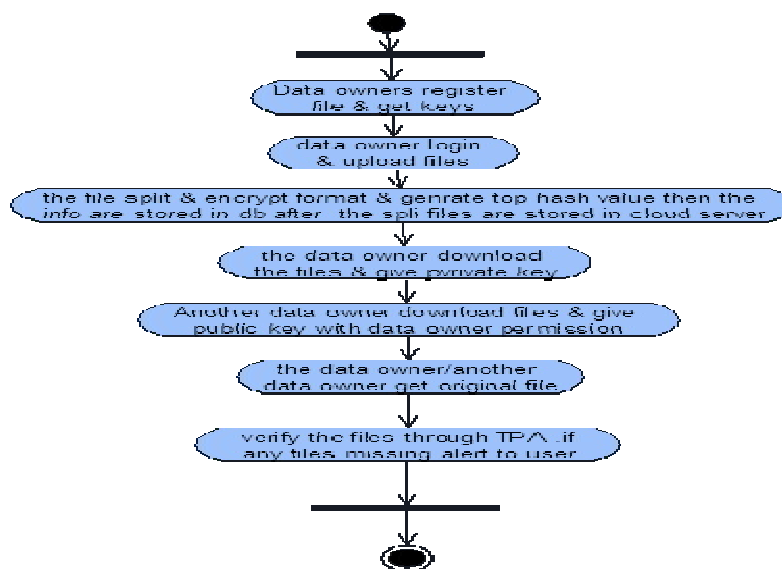 Data owners register
file & get keys
data owner login
& upload files
the file split & encrypt format & genrate top hash value then the
info are stored in db after the spli files are stored in cloud server
the data owner download
the files & give pvrivate key
Another data owner download files & give
public key with data owner permission
the data owner/another
data owner get original file
verify the files through TPA .if
any files missing alert to user